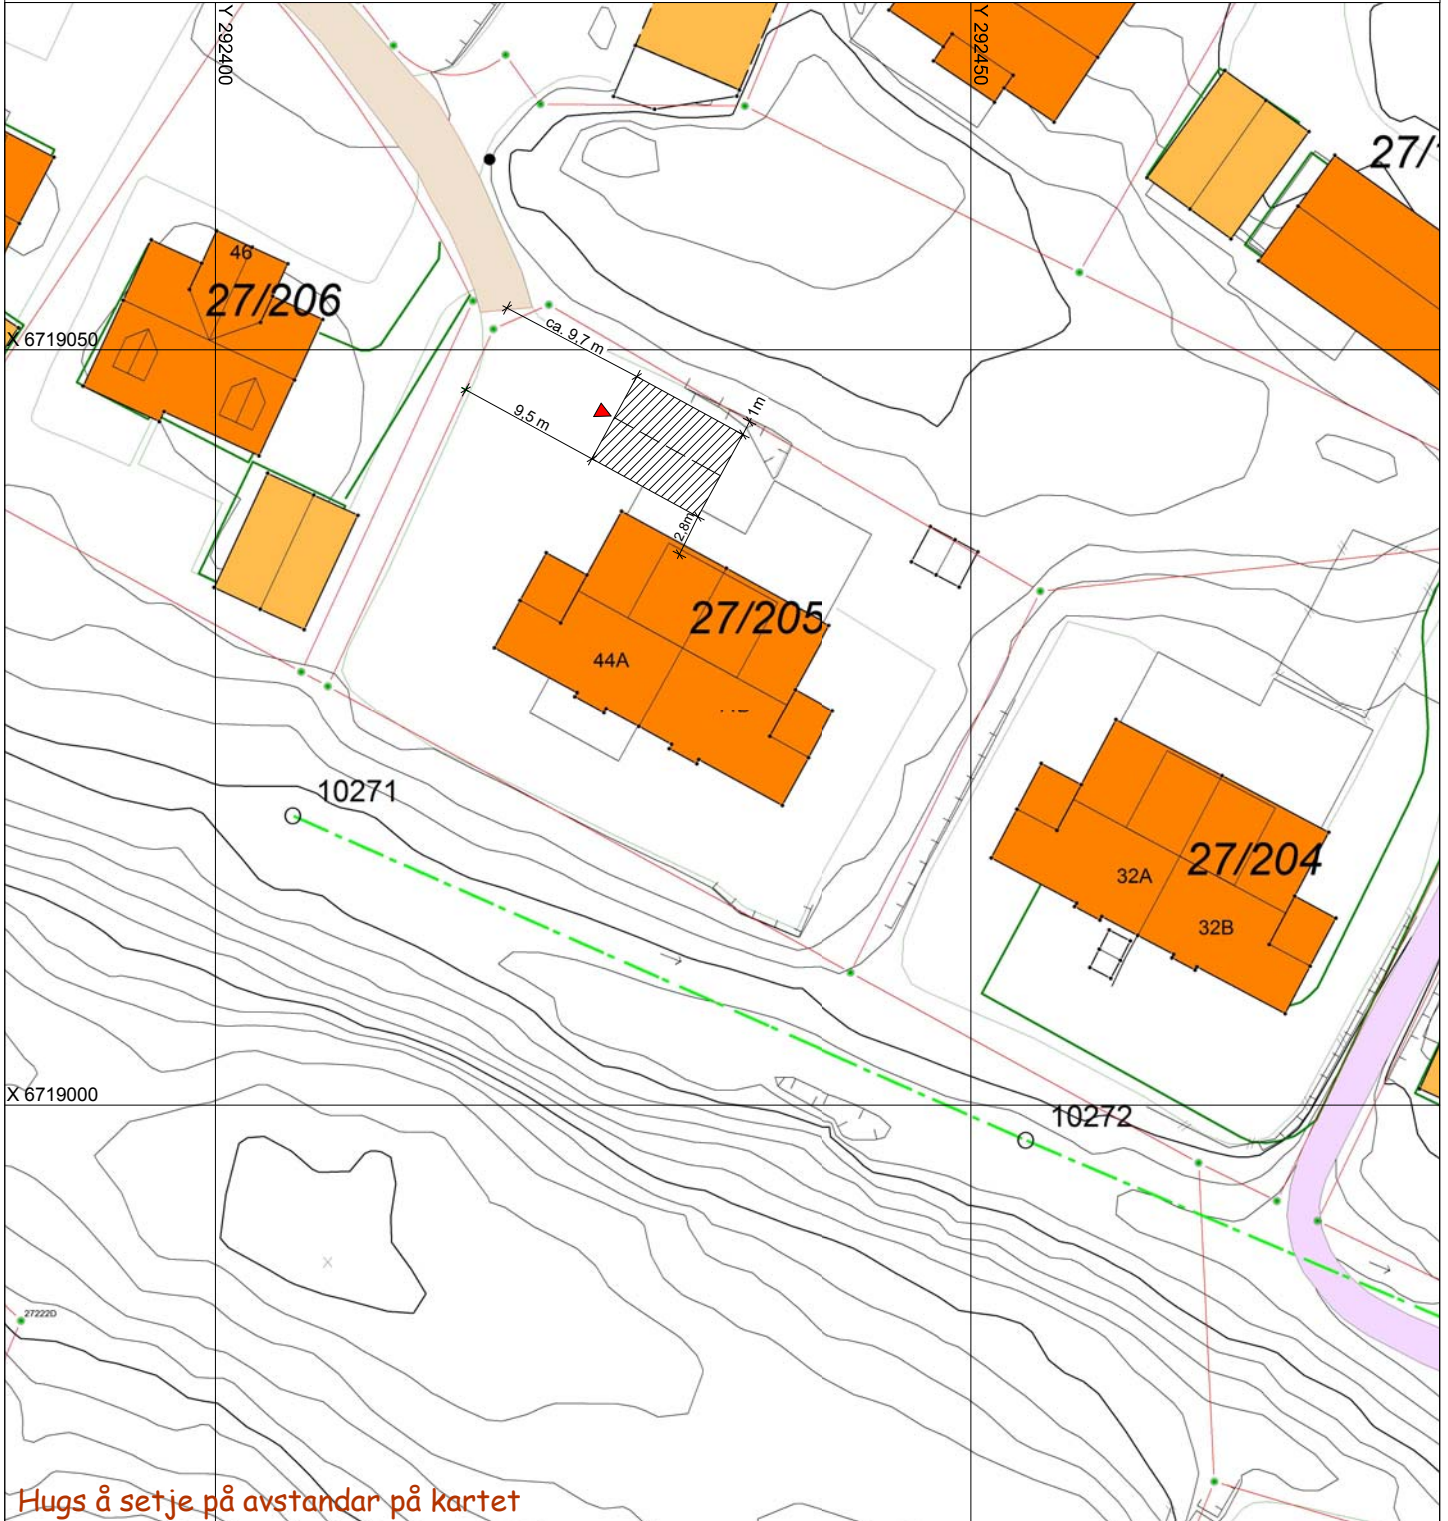 Y 292400
Y 292450
27/
46
27/206
X 6719050
ca. 9,7 m
1m
9,5 m
2,8m
27/205
44A
10271
27/204
32A
32B
X 6719000
10272
27222D
Hugs å setje på avstandar på kartet